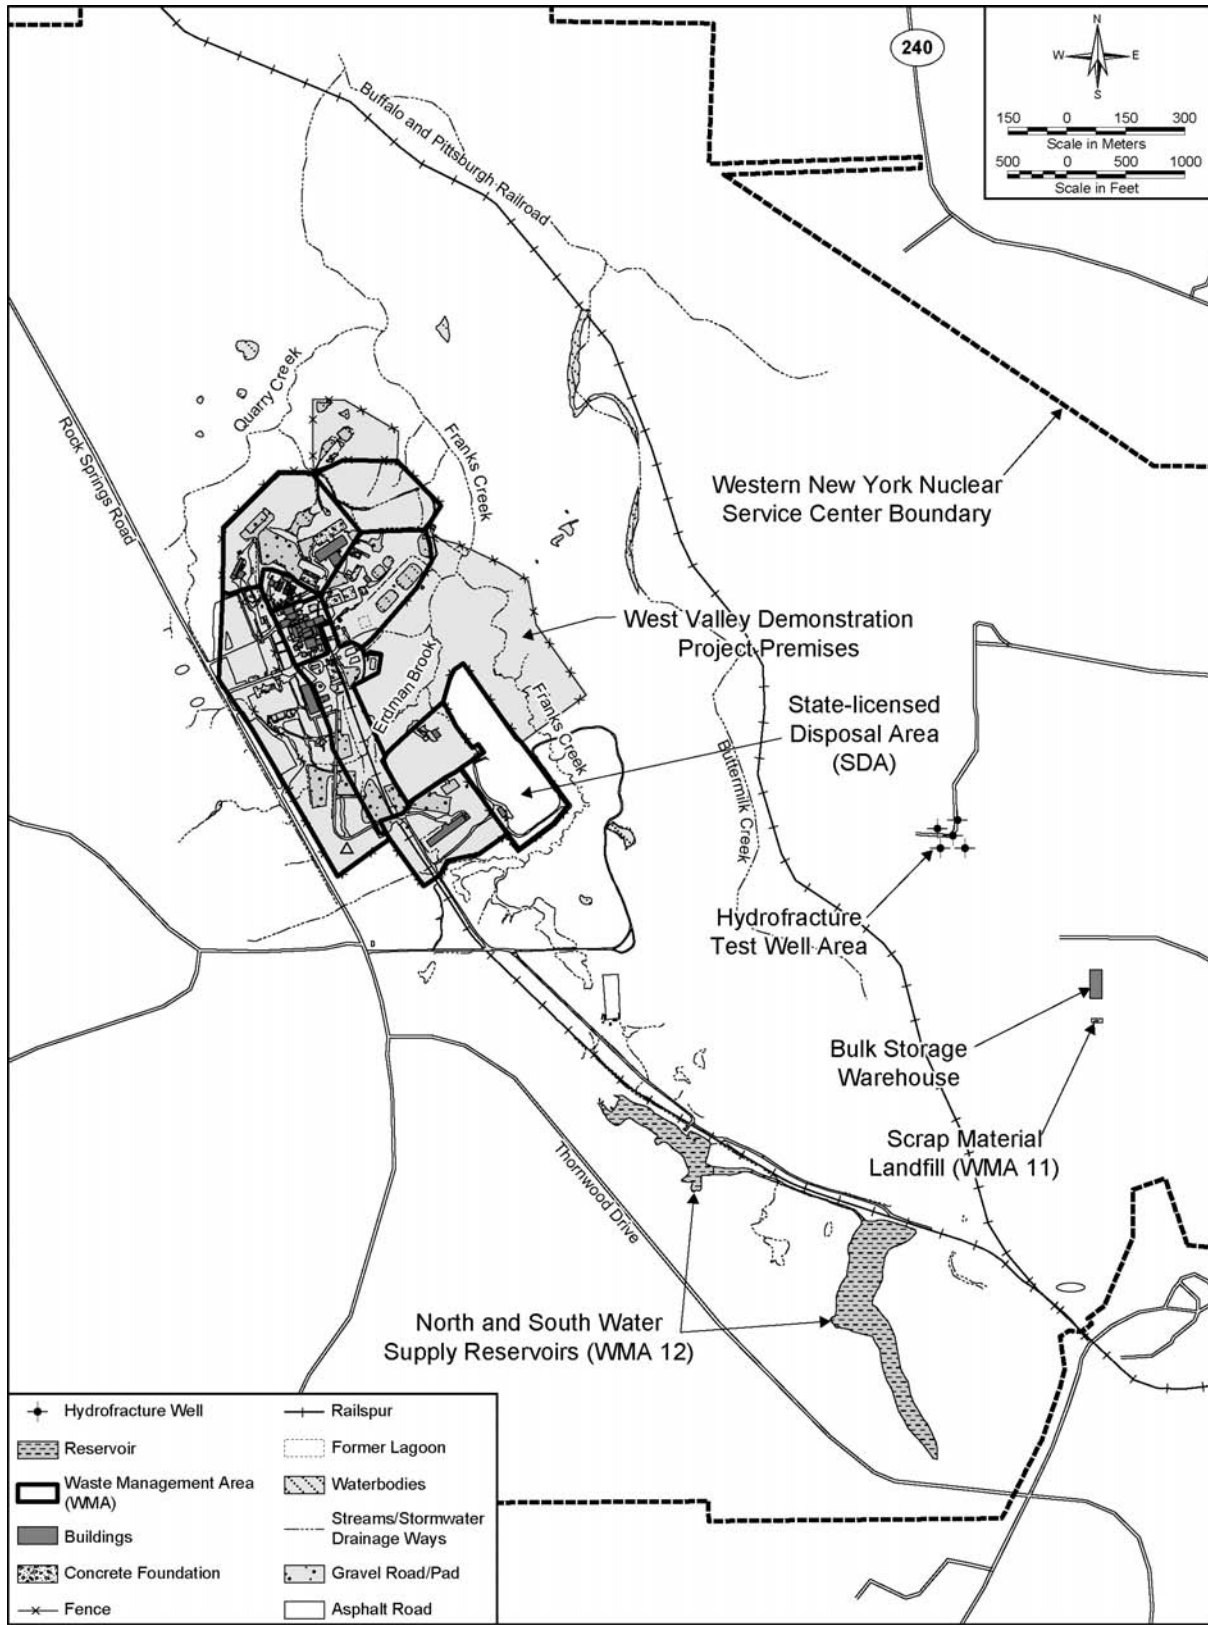 240
N
W E
S
150 0 150 300
Scale in Meters
500 0 500 1000
Scale in Feet
Buffalo and Pittsburgh Railroad
Quarry Creek
Rock Springs Road
Franks Creek
Western New York Nuclear
Service Center Boundary
West Valley Demonstration
Project Premises
Erdman Brook
Franks Creek
State-licensed
Disposal Area
(SDA)
Buttermilk Creek
Hydrofracture
Test Well Area
Bulk Storage
Warehouse
Scrap Material
Landfill (WMA 11)
Thornwood Drive
North and South Water
Supply Reservoirs (WMA 12)
Hydrofracture Well
Reservoir
Waste Management Area
(WMA)
Buildings
Concrete Foundation
Fence
Railspur
Former Lagoon
Waterbodies
Streams/Stormwater
Drainage Ways
Gravel Road/Pad
Asphalt Road